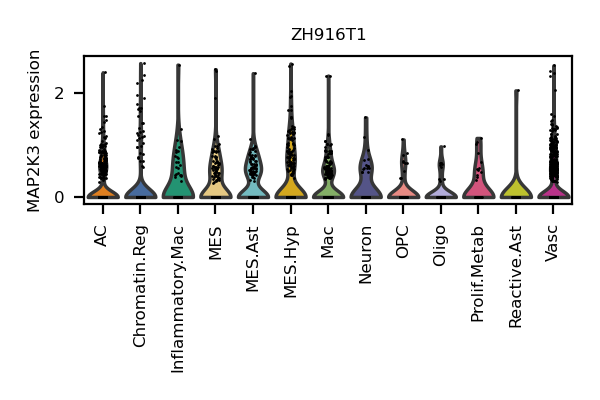 ZH916T1
MAP2K3 expression
2
0
AC
Chromatin.Reg
Inflammatory.Mac
MES
MES.Ast
MES.Hyp
Mac
Neuron
OPC
Oligo
Prolif.Metab
Reactive.Ast
Vasc